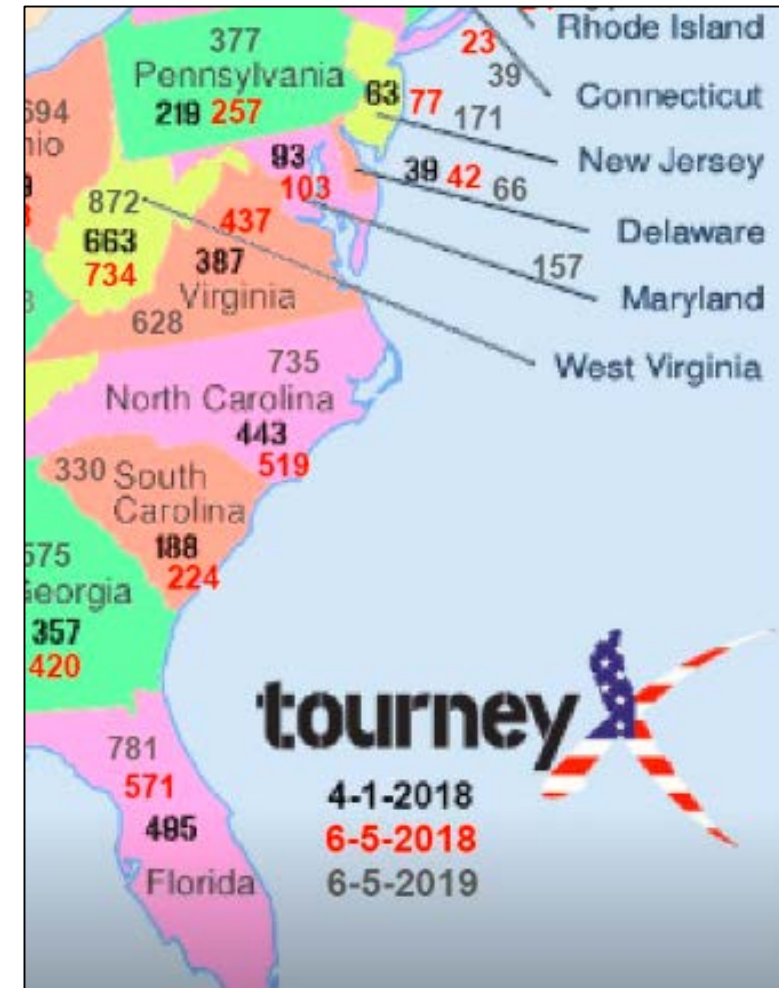 Rhode Island
377
23
Pennsylvania
39
Connecticut
219 257
63 77
171
694
New Jersey
93
39 42 66
103
872
437
Delaware
663
387
157
734
Virginia
Maryland
628
735
West Virginia
North Carolina
443
519
330 South
Carolina
188
575
224
Georgia
357
420
tourneyX
781
571
4-1-2018
485
6-5-2018
Florida
6-5-2019